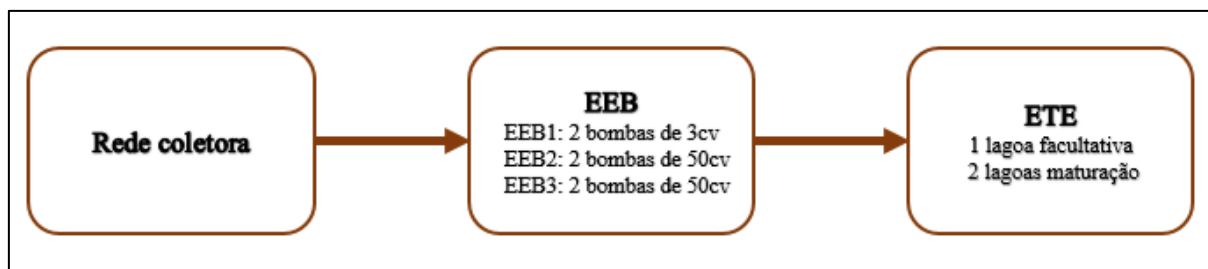 Rede coletora
EEB
EEB1: 2 bombas de 3cv
EEB2: 2 bombas de 50cv
EEB3: 2 bombas de 50cv
ETE
1 lagoa facultativa
2 lagoas maturação